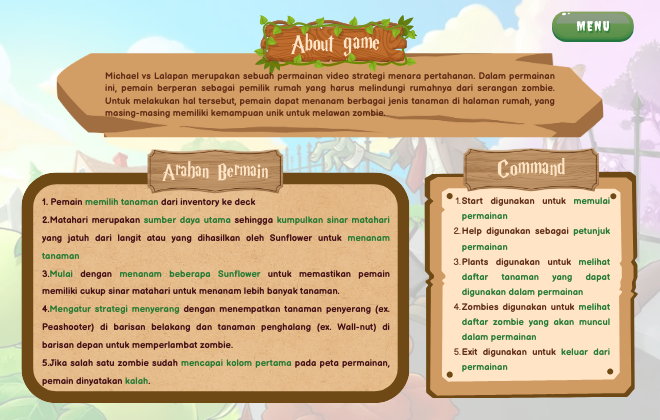 About game
MENU
Michael vs Lalapan merupakan sebuah permainan video strategi menara pertahanan. Dalam permainan
ini, pemain berperan sebagai pemilik rumah yang harus melindungi rumahnya dari serangan zombie.
Untuk melakukan hal tersebut, pemain dapat menanam berbagai jenis tanaman di halaman rumah, yang
masing-masing memiliki kemampuan unik untuk melawan zombie.
Arahan Bermain
1. Pemain memilih tanaman dari inventory ke deck
2.Matahari merupakan sumber daya utama sehingga kumpulkan sinar matahari
yang jatuh dari langit atau yang dihasilkan oleh Sunflower untuk menanam
tanaman
3.Mulai dengan menanam beberapa Sunflower untuk memastikan pemain
memiliki cukup sinar matahari untuk menanam lebih banyak tanaman.
4.Mengatur strategi menyerang dengan menempatkan tanaman penyerang (ex.
Peashooter) di barisan belakang dan tanaman penghalang (ex. Wall-nut) di
barisan depan untuk memperlambat zombie.
5.Jika salah satu zombie sudah mencapai kolom pertama pada peta permainan,
pemain dinyatakan kalah.
Command
1.Start digunakan untuk memulai
permainan
2. Help digunakan sebagai petunjuk
permainan
3. Plants digunakan untuk melihat
daftar tanaman yang dapat
digunakan dalam permainan
4.Zombies digunakan untuk melihat
daftar zombie yang akan muncul
dalam permainan
5. Exit digunakan untuk keluar dari
permainan